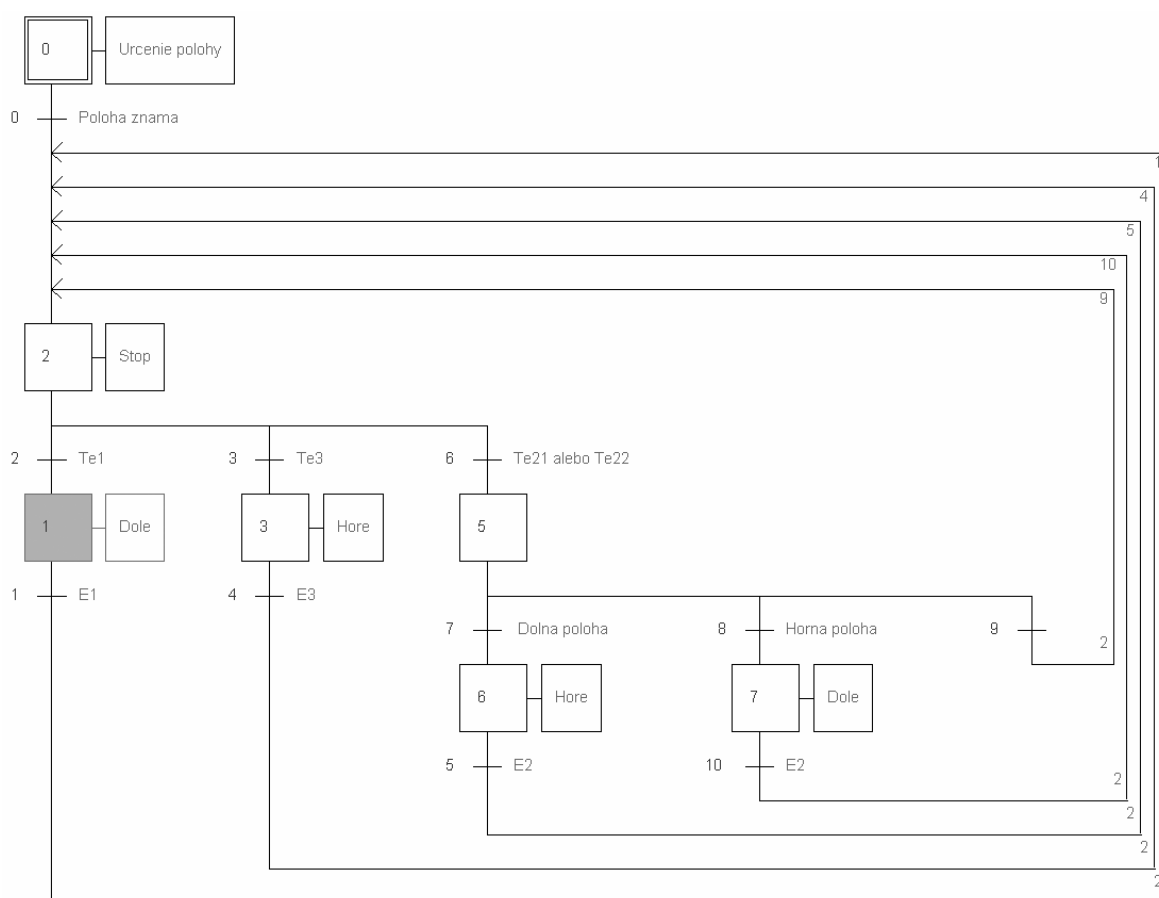 0 Urcenie polohy
0 Poloha znama
1
4
5
10
9
2 Stop
2 Te1 3 Te3 6 Te21 alebo Te22
1 Dole 3 Hore 5
1 E1 4 E3
7 Dolna poloha 8 Horna poloha 9 2
6 Hore 7 Dole
5 E2 10 E2 2
2
2
2